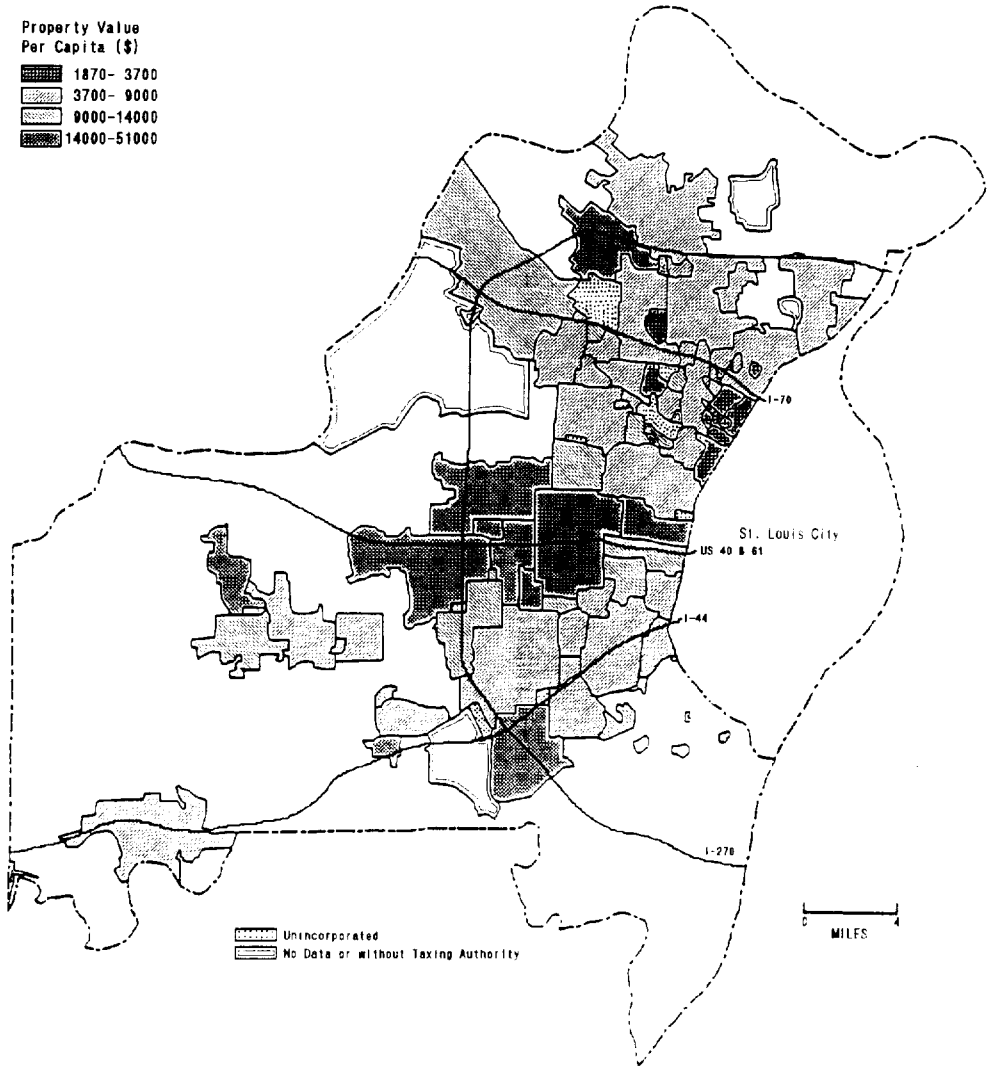 Property Value
Per Capita ($)
1870- 3700
3700- 9000
9000-14000
14000-51000
I-70
St. Louis City
US 40 & 61
I-44
I-270
0 4
MILES
Unincorporated
No Data or without Taxing Authority